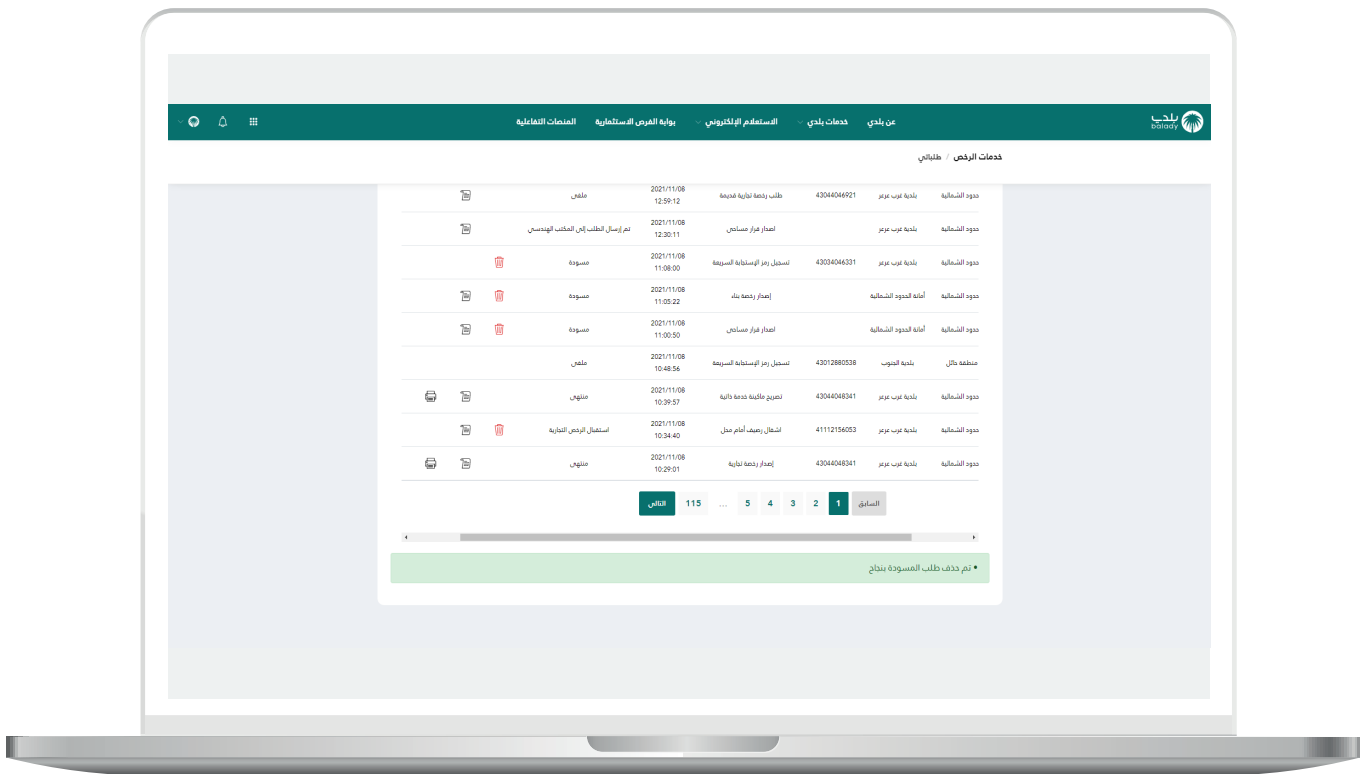 بلدي
balady
عن بلدي
خدمات بلدي
الاستعلام الإلكتروني
بوابة الفرص الاستثمارية
المنصات التفاعلية
خدمات الرخص / طلباتي
حدود الشمالية بلدية غرب عرعر 43044046921 طلب رخصة تجارية قديمة 2021/11/08 12:59:12 ملغى
حدود الشمالية بلدية غرب عرعر اصدار قرار مساحي 2021/11/08 12:30:11 تم إرسال الطلب إلى المكتب الهندسي
حدود الشمالية بلدية غرب عرعر 43034046331 تسجيل رمز الإستجابة السريعة 2021/11/08 11:08:00 مسودة
حدود الشمالية أمانة الحدود الشمالية إصدار رخصة بناء 2021/11/08 11:05:22 مسودة
حدود الشمالية أمانة الحدود الشمالية اصدار قرار مساحي 2021/11/08 11:00:50 مسودة
منطقة حائل بلدية الجنوب 43012880538 تسجيل رمز الإستجابة السريعة 2021/11/08 10:48:56 ملغى
حدود الشمالية بلدية غرب عرعر 43044048341 تصريح ماكينة خدمة ذاتية 2021/11/08 10:39:57 منتهي
حدود الشمالية بلدية غرب عرعر 41112156053 اشغال رصيف أمام محل 2021/11/08 10:34:40 استقبال الرخص التجارية
حدود الشمالية بلدية غرب عرعر 43044048341 إصدار رخصة تجارية 2021/11/08 10:29:01 منتهي
السابق 1 2 3 4 5 ... 115 التالي
• تم حذف طلب المسودة بنجاح